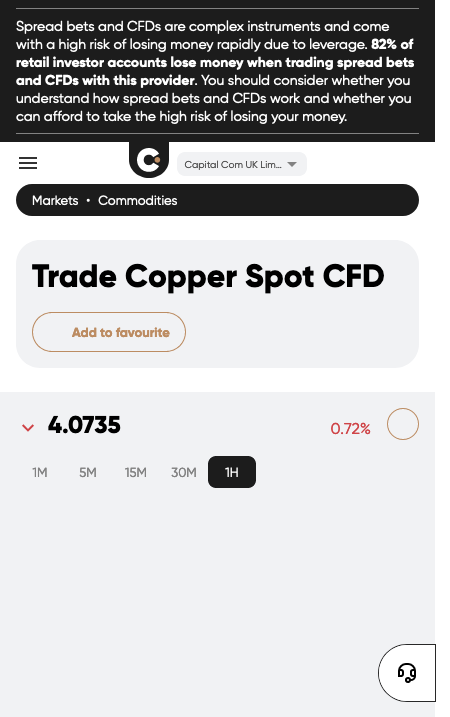 Spread bets and CFDs are complex instruments and come
with a high risk of losing money rapidly due to leverage. 82% of
retail investor accounts lose money when trading spread bets
and CFDs with this provider. You should consider whether you
understand how spread bets and CFDs work and whether you
can afford to take the high risk of losing your money.
Capital Com UK Lim...
Markets • Commodities
Trade Copper Spot CFD
Add to favourite
4.0735
0.72%
1M 5M 15M 30M 1H